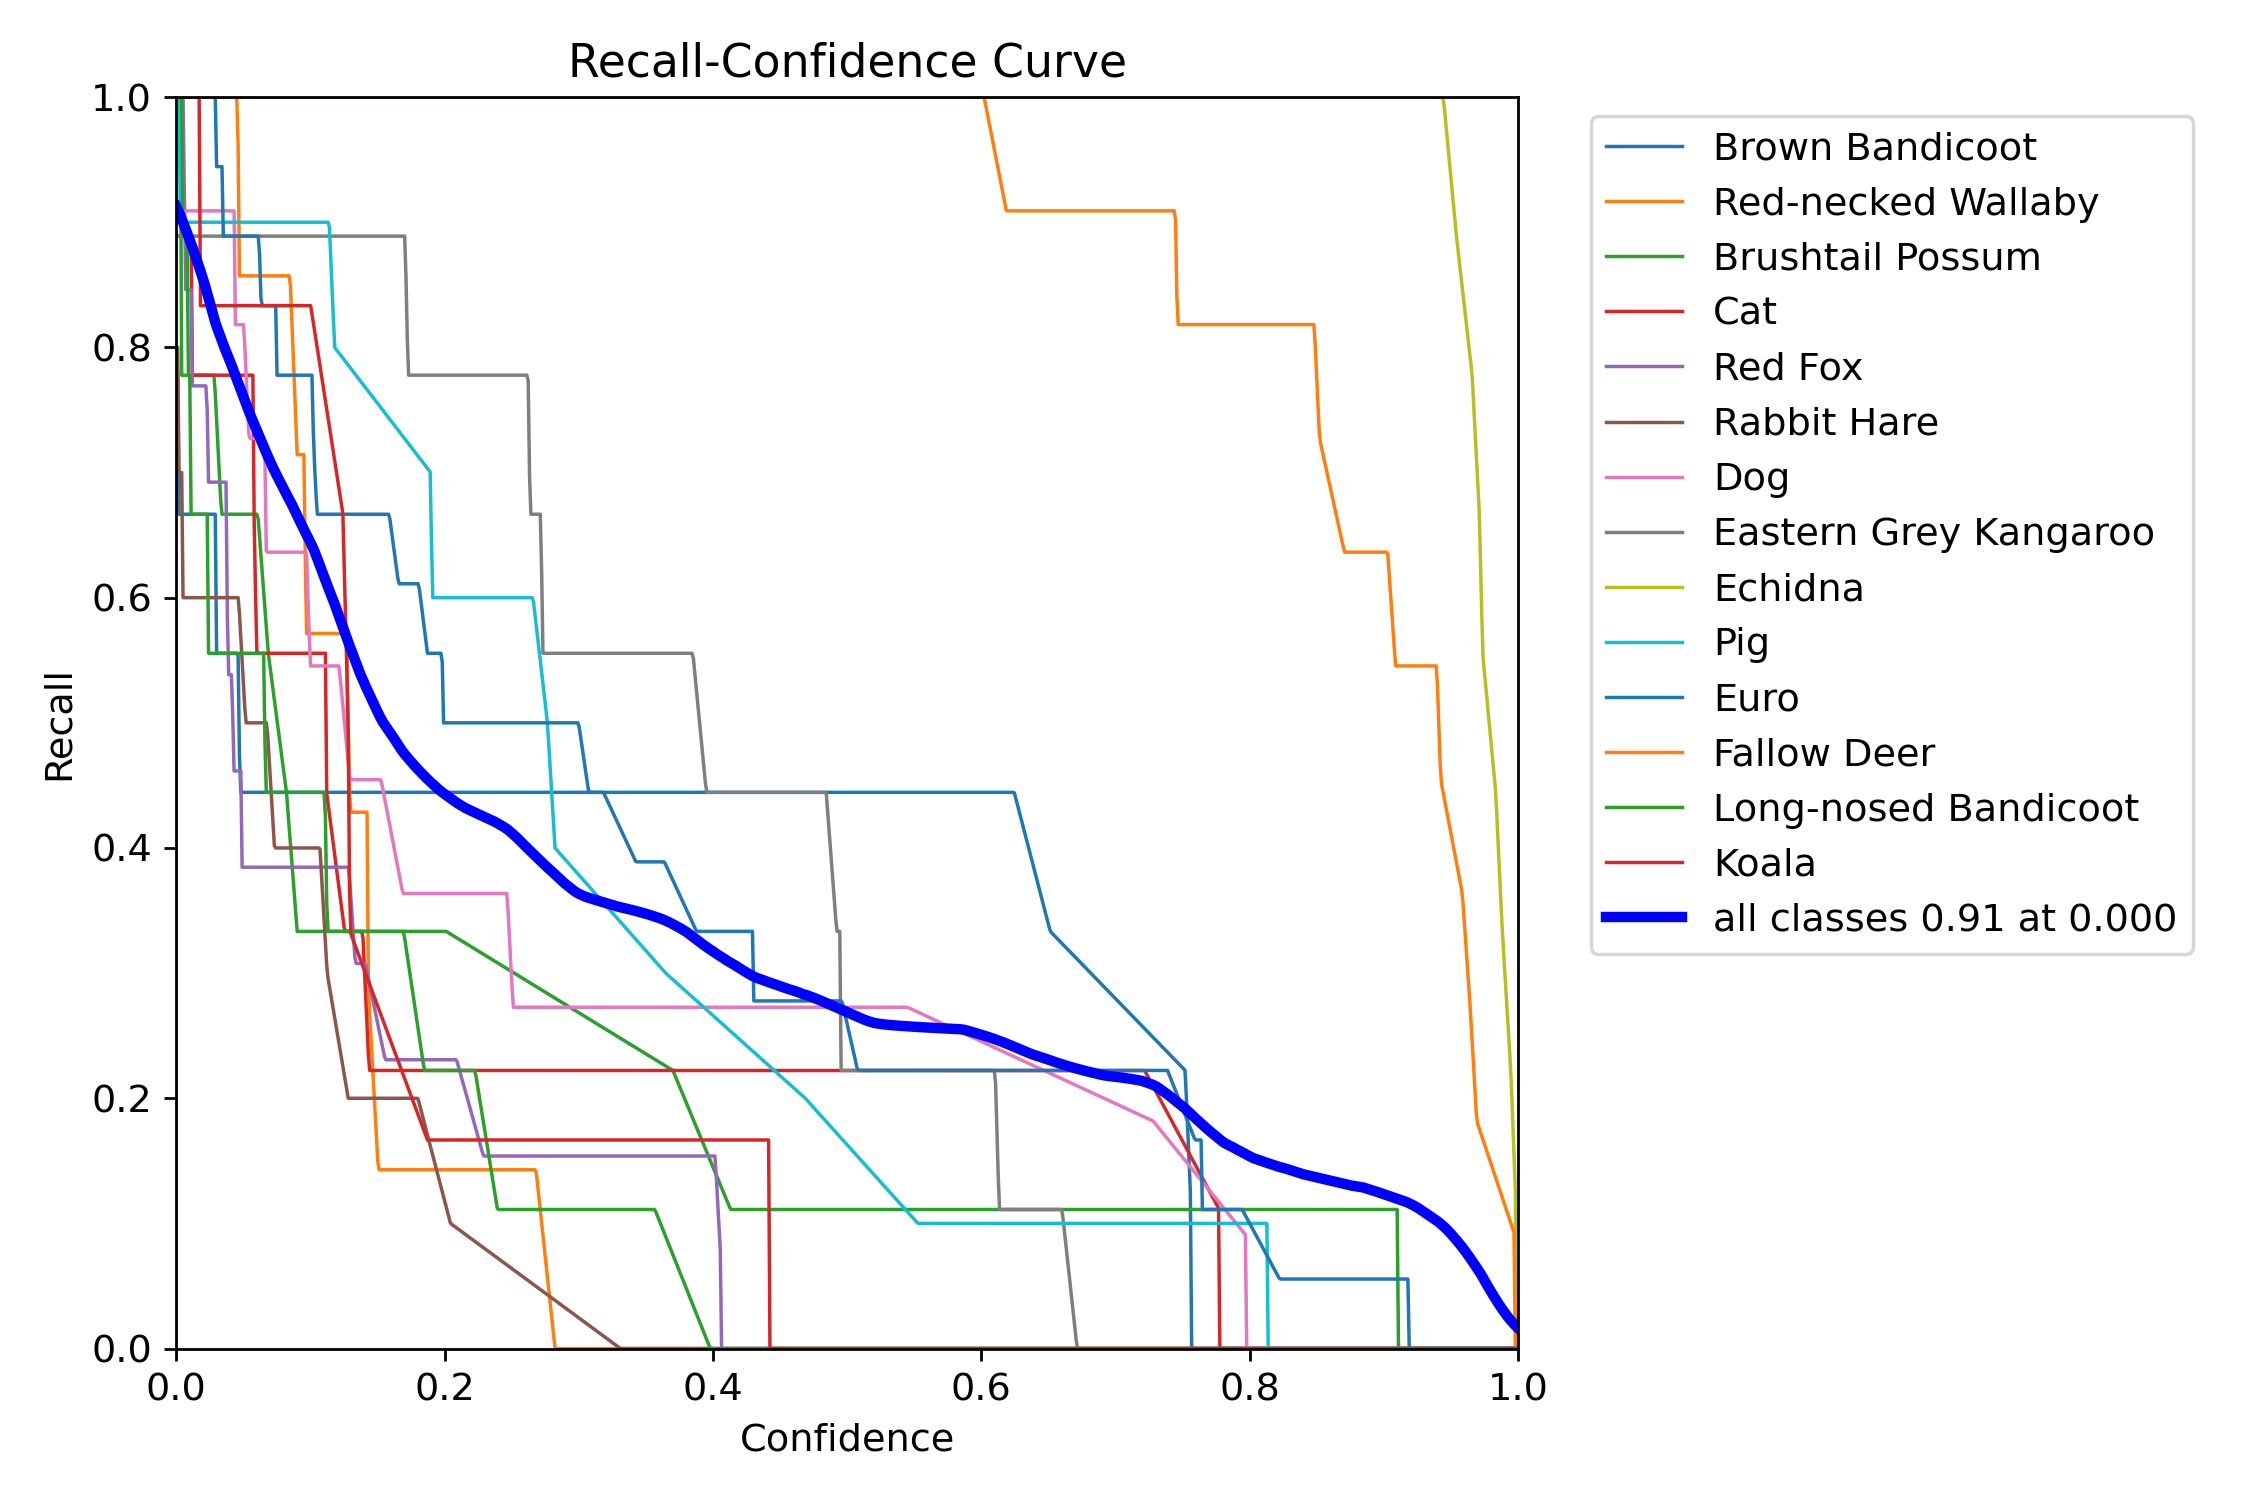 Recall-Confidence Curve
1.0
0.8
0.6
0.4
0.2
0.0
Recall
0.0 0.2 0.4 0.6 0.8 1.0
Confidence
Brown Bandicoot
Red-necked Wallaby
Brushtail Possum
Cat
Red Fox
Rabbit Hare
Dog
Eastern Grey Kangaroo
Echidna
Pig
Euro
Fallow Deer
Long-nosed Bandicoot
Koala
all classes 0.91 at 0.000